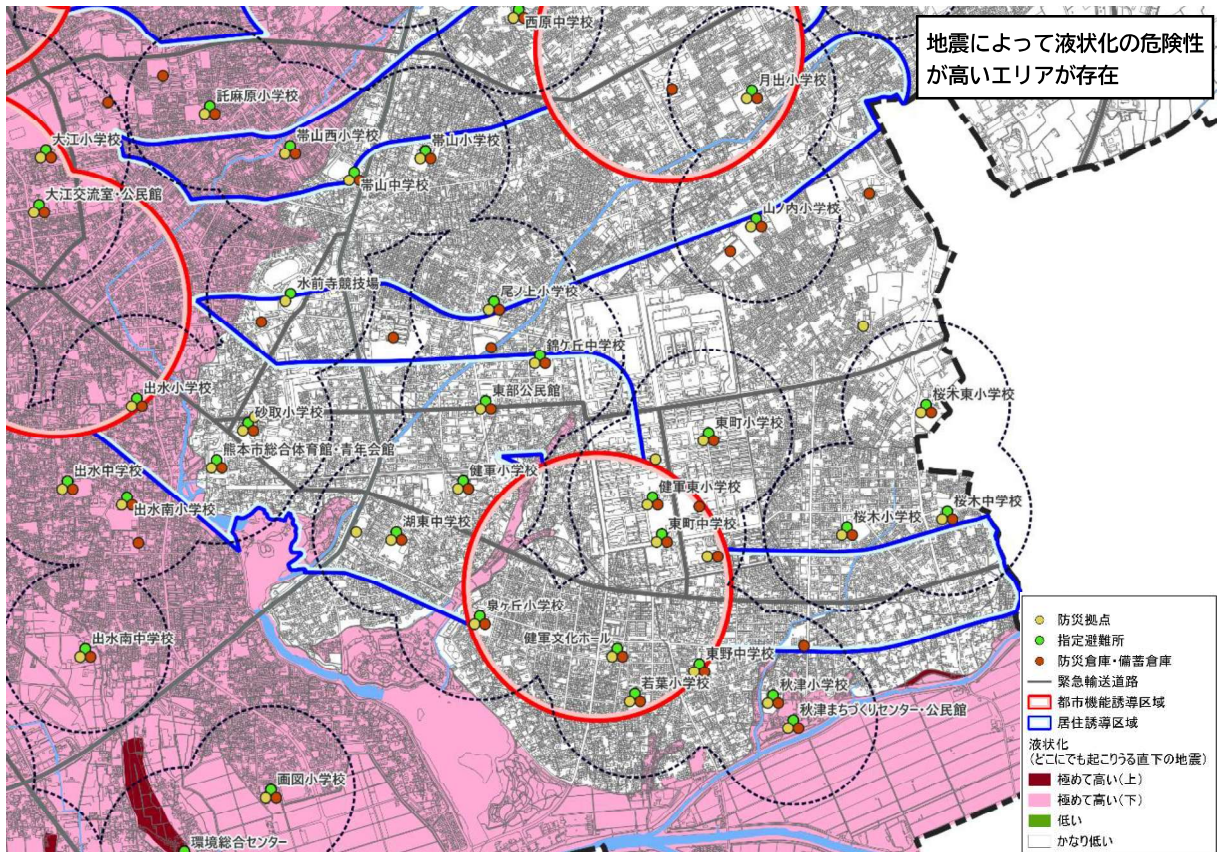 地震によって液状化の危険性
が高いエリアが存在
西原中学校
月出小学校
託麻原小学校
大江小学校
帯山西小学校
帯山小学校
帯山中学校
大江交流室・公民館
山ノ内小学校
水前寺競技場
尾ノ上小学校
錦ケ丘中学校
出水小学校
東部公民館
桜木東小学校
砂取小学校
東町小学校
熊本市総合体育館・青年会館
健軍小学校
出水中学校
健軍東小学校
出水南小学校
湖東中学校
東町中学校
桜木小学校
桜木中学校
泉ケ丘小学校
出水南中学校
健軍文化ホール
東野中学校
若葉小学校
秋津小学校
秋津まちづくりセンター・公民館
画図小学校
環境総合センター
防災拠点
指定避難所
防災倉庫・備蓄倉庫
緊急輸送道路
都市機能誘導区域
居住誘導区域
液状化
(どこにでも起こりうる直下の地震)
極めて高い(上)
極めて高い(下)
低い
かなり低い